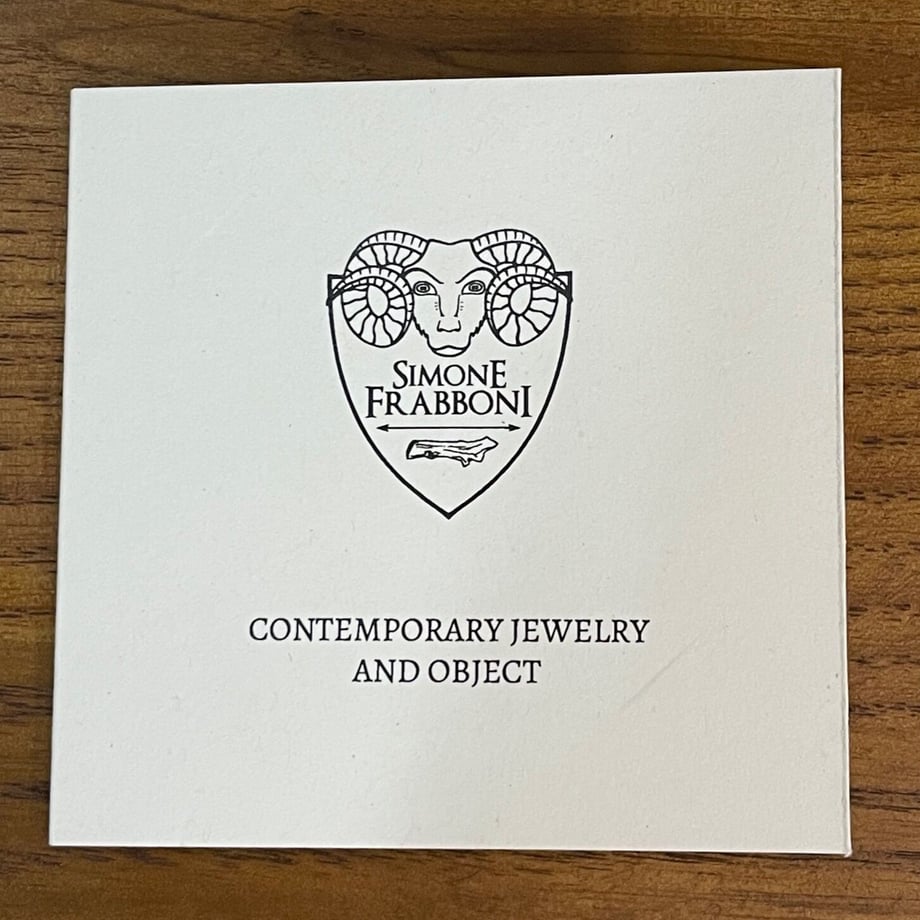 SIMONE
FRABBONI
CONTEMPORARY JEWELRY
AND OBJECT